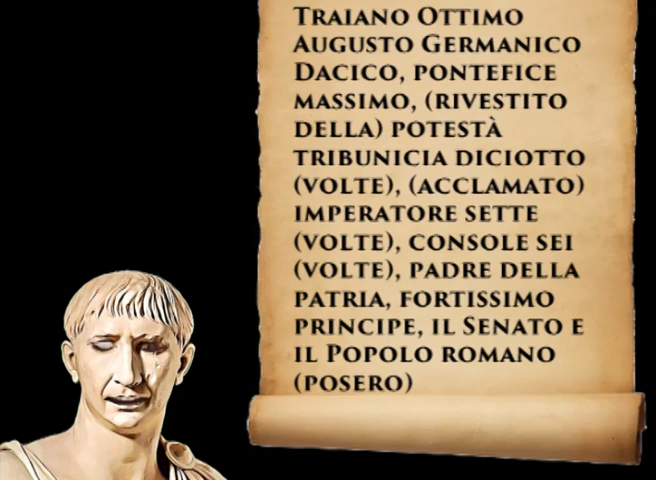 Traiano Ottimo
Augusto Germanico
Dacico, pontefice
massimo, (rivestito
della) potestà
tribunicia diciotto
(volte), (acclamato)
imperatore sette
(volte), console sei
(volte), padre della
patria, fortissimo
principe, il Senato e
il Popolo romano
(posero)